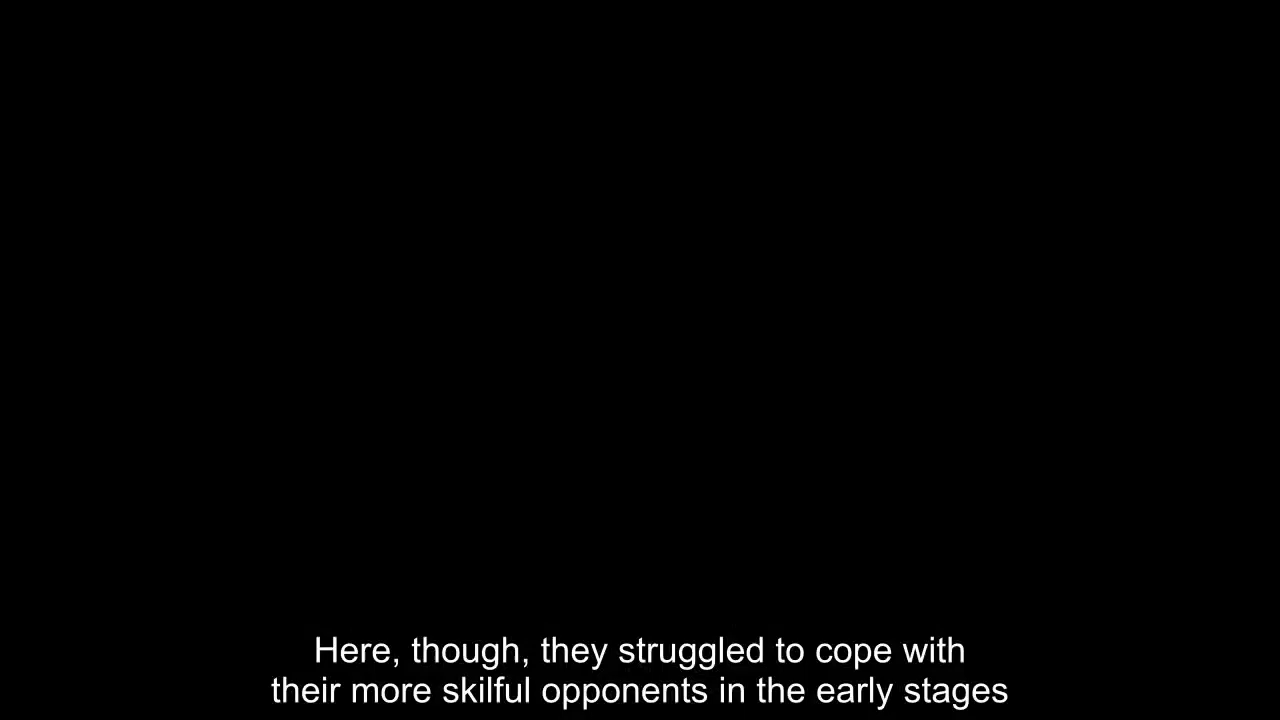 Here, though, they struggled to cope with
their more skilful opponents in the early stages